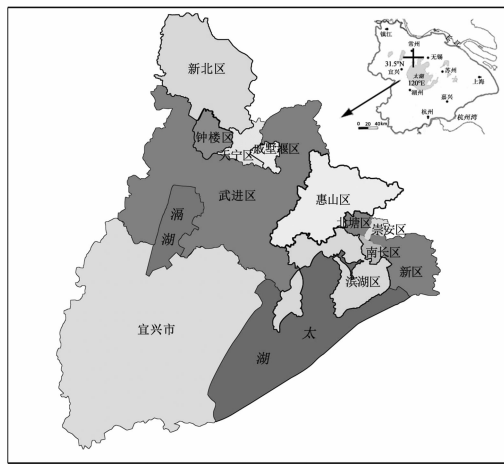 新北区
钟楼区
天宁区
戚墅堰区
武进区
滆
湖
惠山区
北塘区
崇安区
南长区
新区
滨湖区
宜兴市
太
湖
镇江
常州
31.5°N
无锡
宜兴
太湖
苏州
120°E
上海
湖州
嘉兴
杭州
杭州湾
0 20 40km